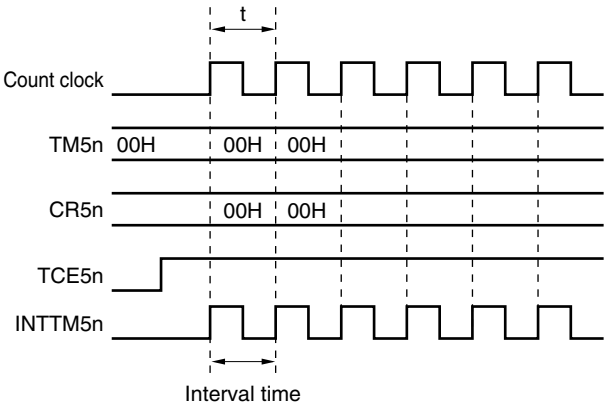 t
Count clock
TM5n 00H 00H 00H
CR5n 00H 00H
TCE5n
INTTM5n
Interval time